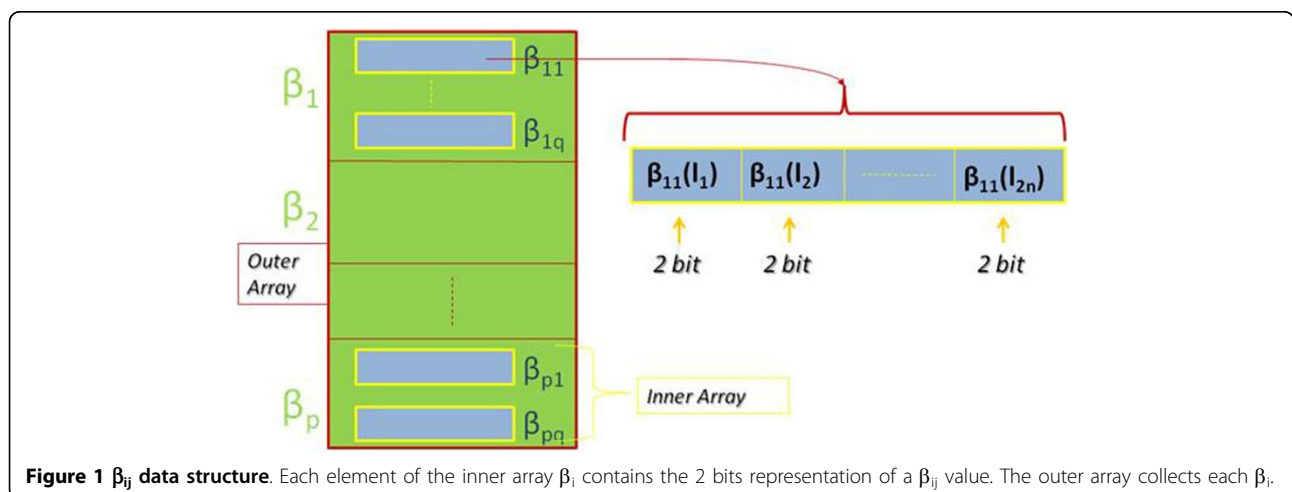 β₁
β₁₁
β₁q
β₂
Outer
Array
βp
βp1
βpq
Inner Array
β₁₁(I₁) β₁₁(I₂) β₁₁(I₂ₙ)
2 bit 2 bit 2 bit
Figure 1 βij data structure. Each element of the inner array βi contains the 2 bits representation of a βij value. The outer array collects each βi.